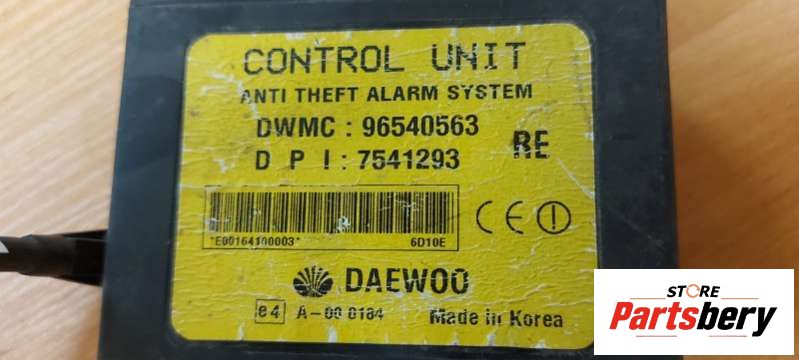 CONTROL UNIT
ANTI THEFT ALARM SYSTEM
DWMC : 96540563
D P I : 7541293
RE
*E00164100003* 6D10E
CE
DAEWOO
e4 A-00 0184 Made in Korea
STORE
Partsbery